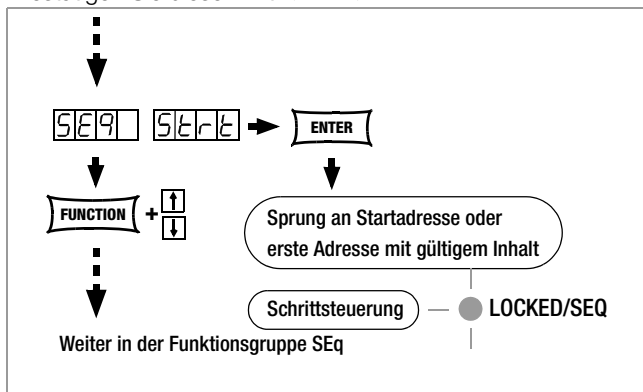 SEq Strt ENTER
FUNCTION +
Sprung an Startadresse oder
erste Adresse mit gültigem Inhalt
Schrittsteuerung LOCKED/SEQ
Weiter in der Funktionsgruppe SEq